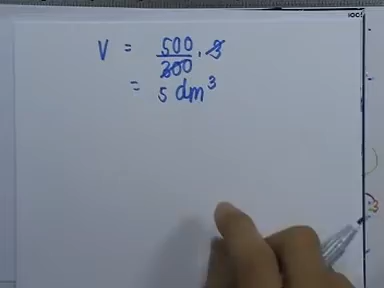 V = 500/300 . 3
= 5 dm³